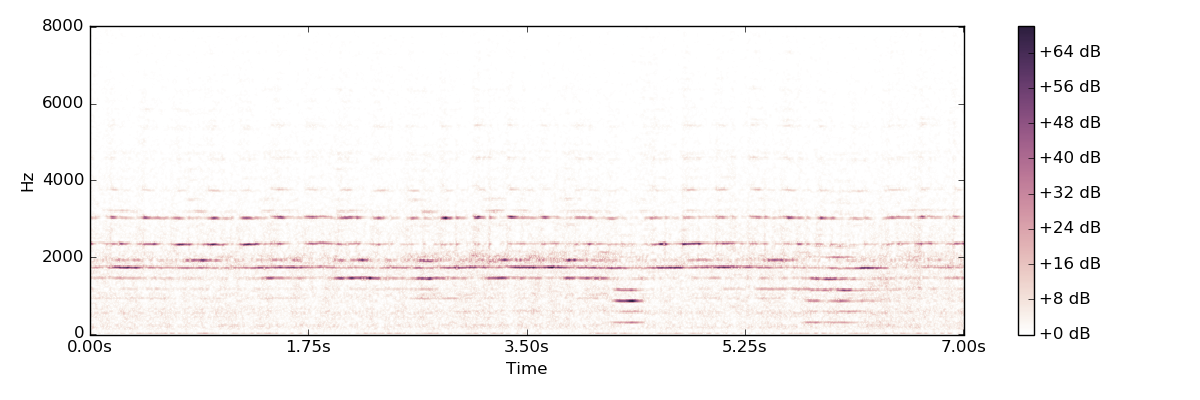 8000
6000
4000
2000
0
Hz
0.00s 1.75s 3.50s 5.25s 7.00s
Time
+64 dB
+56 dB
+48 dB
+40 dB
+32 dB
+24 dB
+16 dB
+8 dB
+0 dB